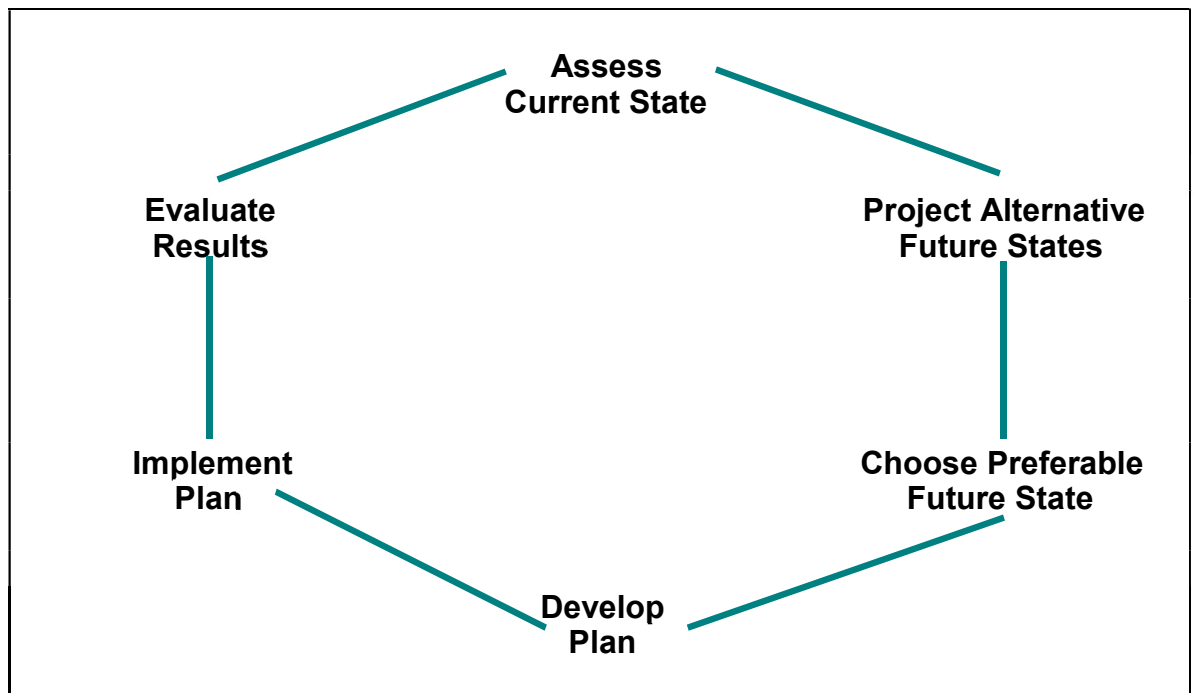 Assess
Current State
Evaluate
Results
Project Alternative
Future States
Implement
Plan
Choose Preferable
Future State
Develop
Plan